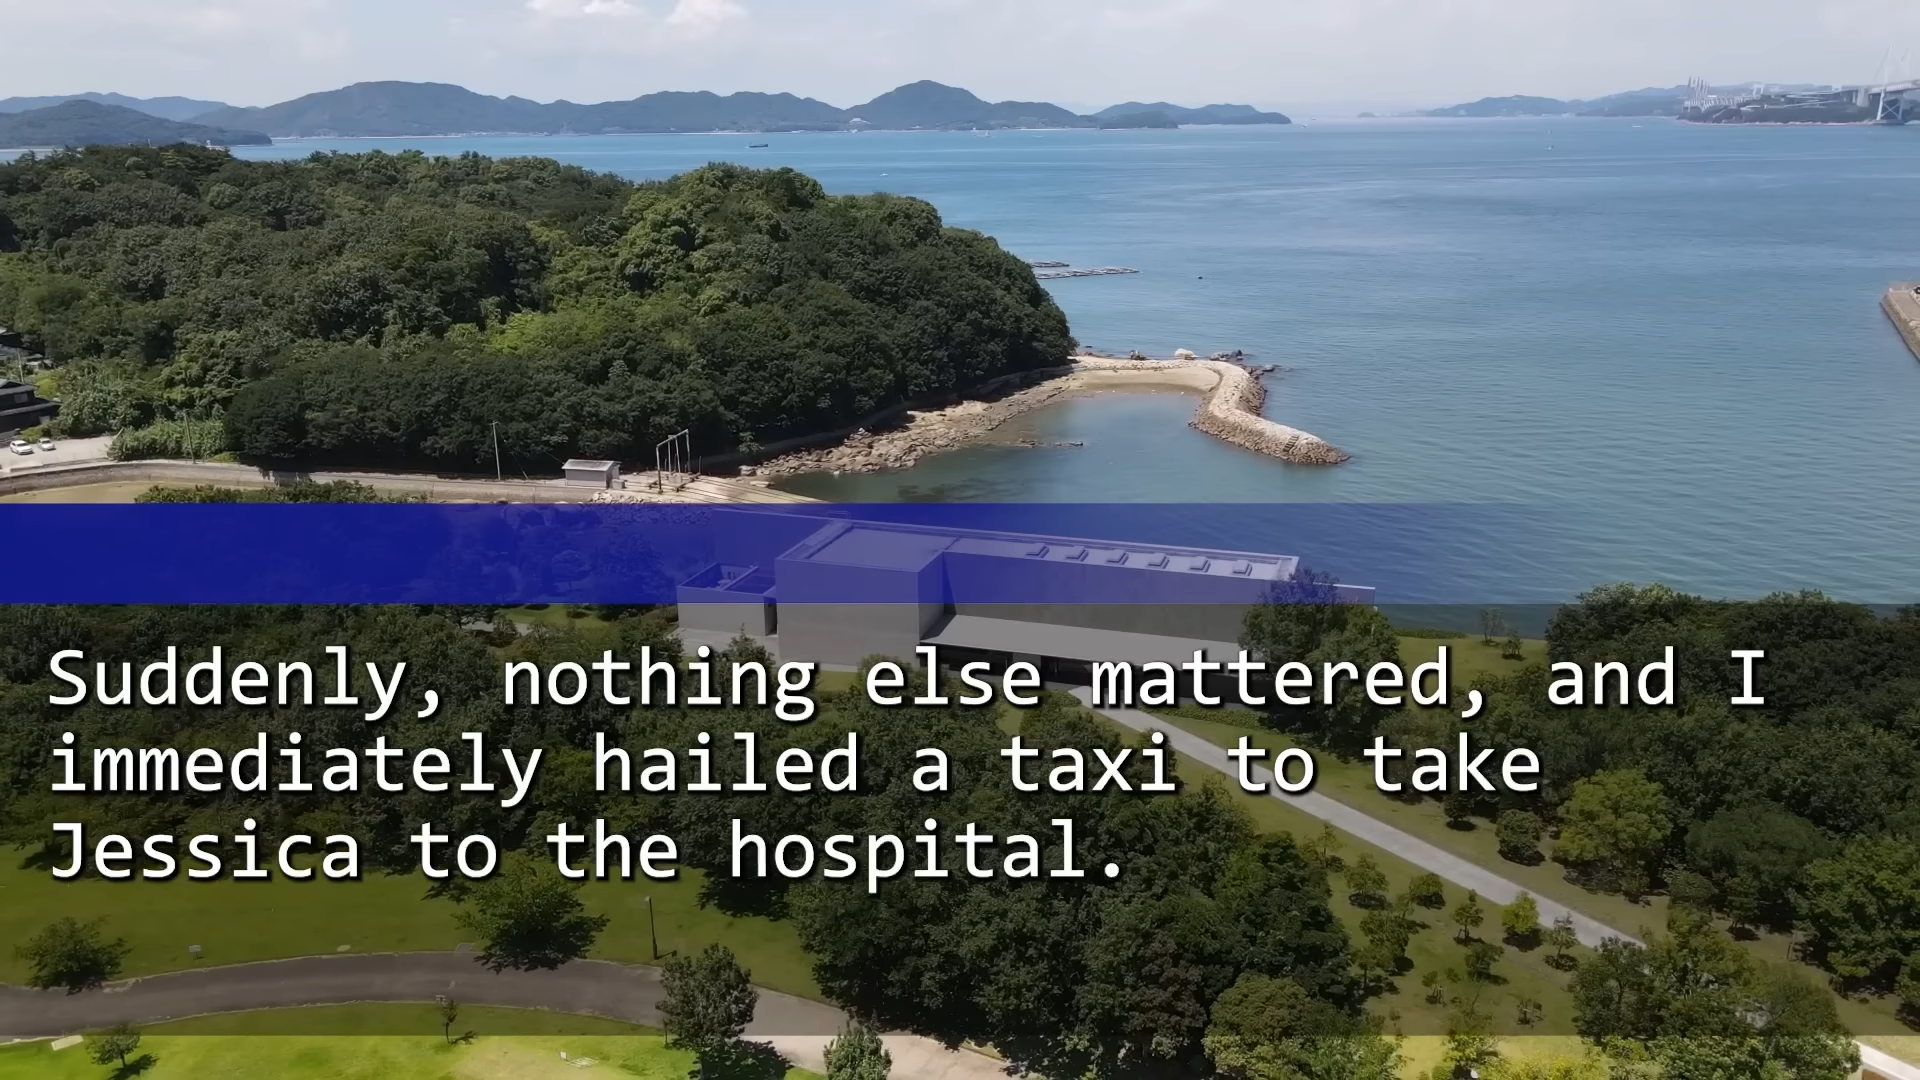 Suddenly, nothing else mattered, and I
immediately hailed a taxi to take
Jessica to the hospital.